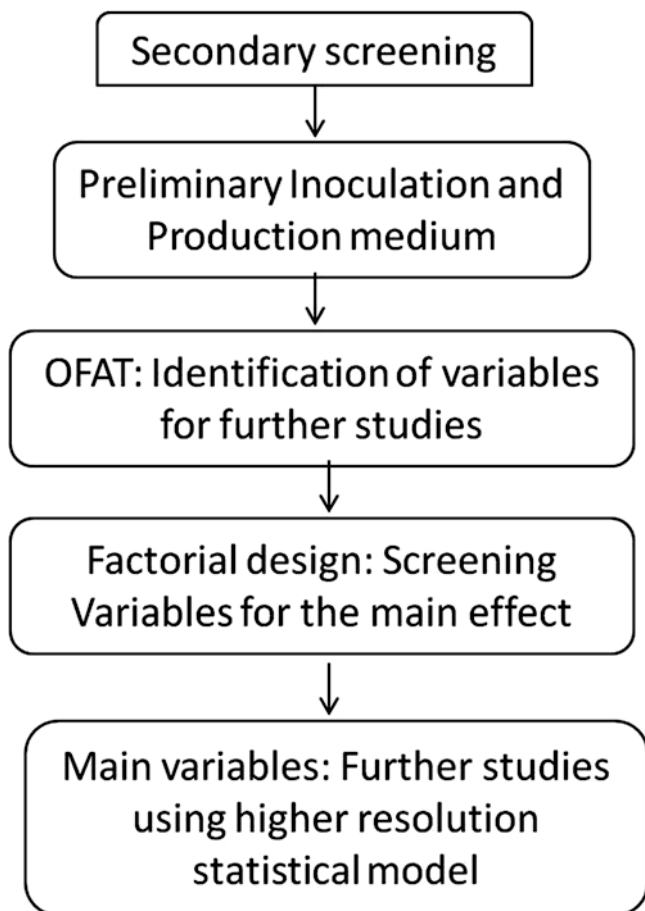 Secondary screening
Preliminary Inoculation and
Production medium
OFAT: Identification of variables
for further studies
Factorial design: Screening
Variables for the main effect
Main variables: Further studies
using higher resolution
statistical model